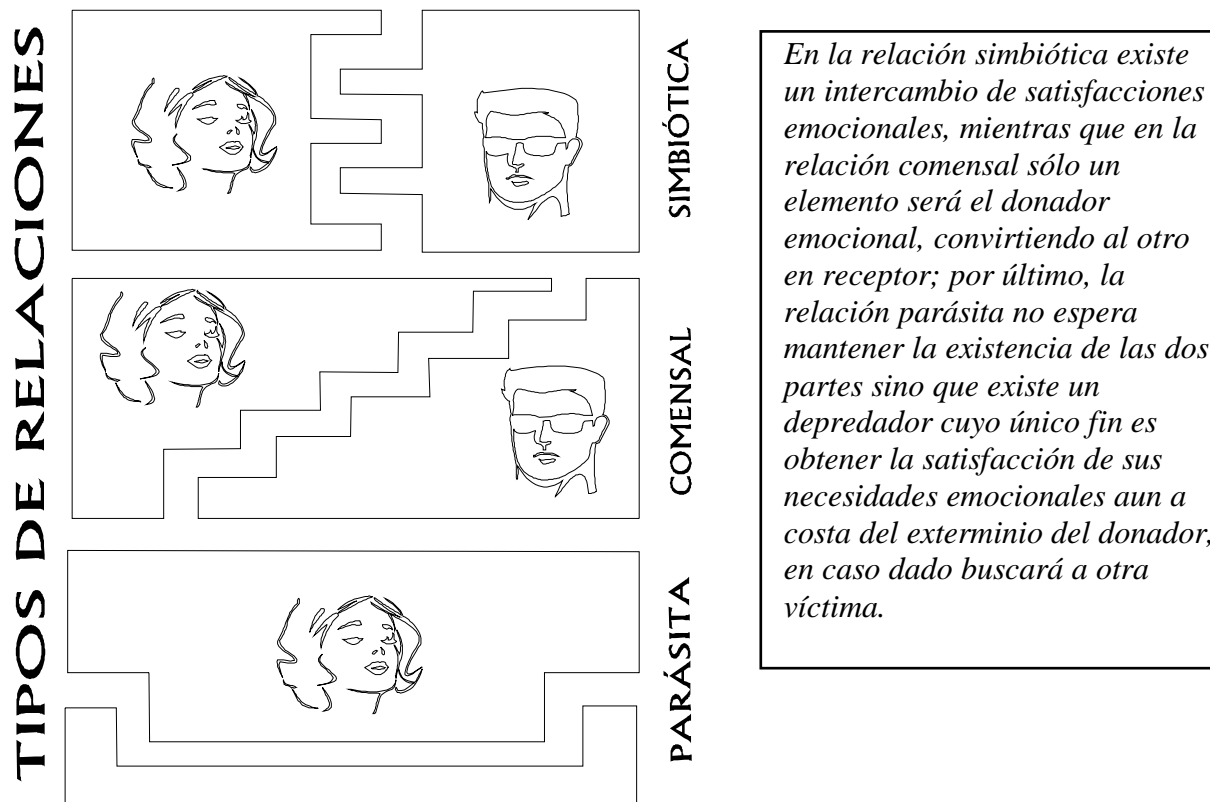 TIPOS DE RELACIONES
SIMBIÓTICA
COMENSAL
PARÁSITA
En la relación simbiótica existe
un intercambio de satisfacciones
emocionales, mientras que en la
relación comensal sólo un
elemento será el donador
emocional, convirtiendo al otro
en receptor; por último, la
relación parásita no espera
mantener la existencia de las dos
partes sino que existe un
depredador cuyo único fin es
obtener la satisfacción de sus
necesidades emocionales aun a
costa del exterminio del donador,
en caso dado buscará a otra
víctima.